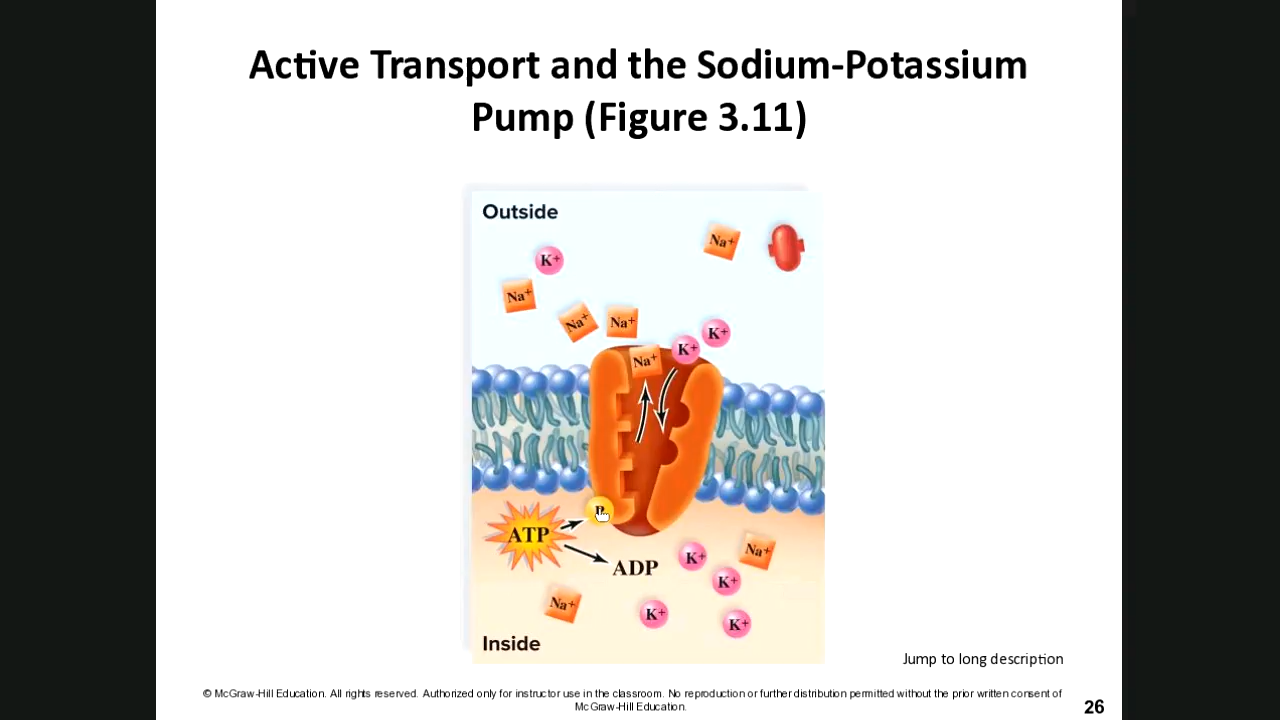 Active Transport and the Sodium-Potassium
Pump (Figure 3.11)
Outside
Na+
K+
Na+
Na+
Na+
K+
K+
Na+
P
ATP
ADP
K+
Na+
K+
Na+
K+
K+
Inside
Jump to long description
© McGraw-Hill Education. All rights reserved. Authorized only for instructor use in the classroom. No reproduction or further distribution permitted without the prior written consent of
McGraw-Hill Education.
26